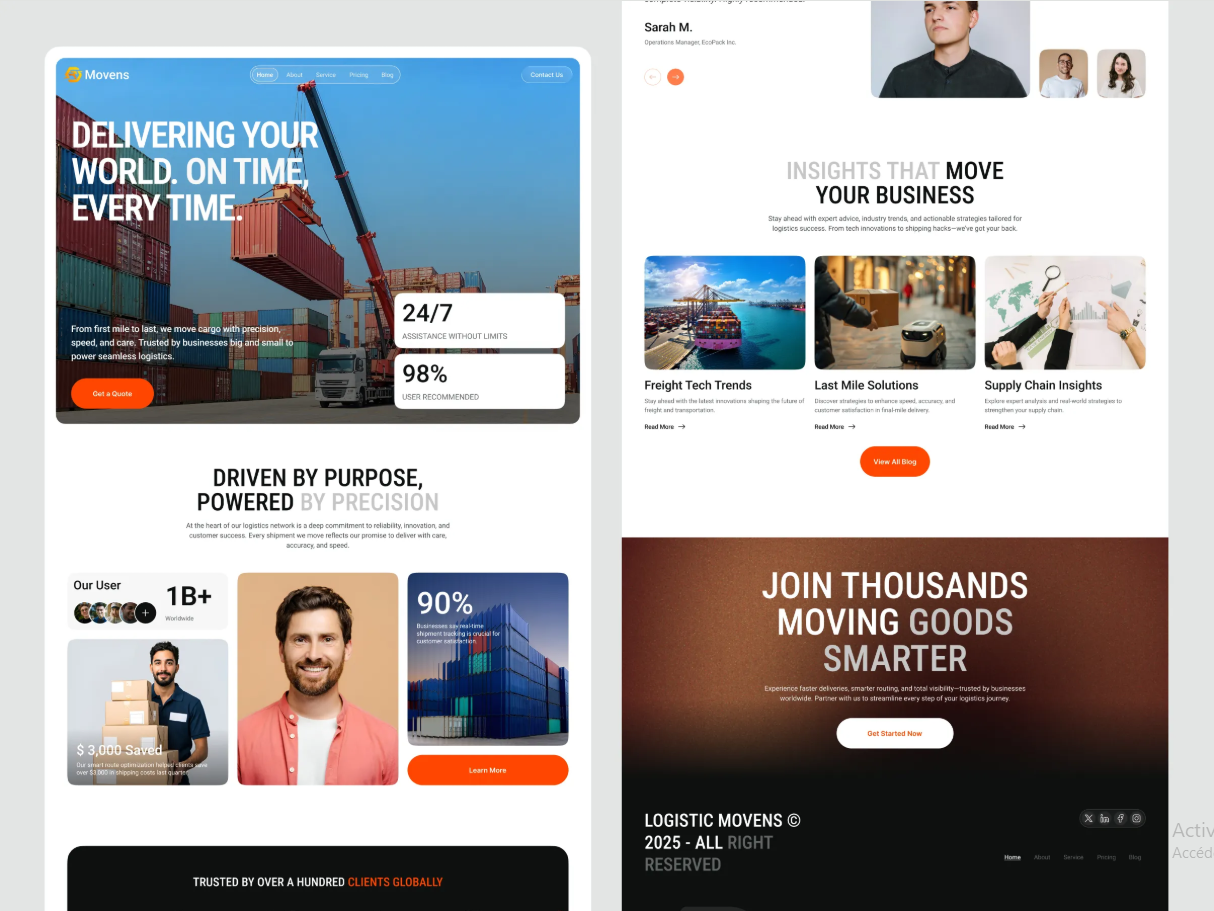 Movens
Home
About
Service
Pricing
Blog
Contact Us
DELIVERING YOUR
WORLD. ON TIME,
EVERY TIME.
From first mile to last, we move cargo with precision,
speed, and care. Trusted by businesses big and small to
power seamless logistics.
Get a Quote
24/7
ASSISTANCE WITHOUT LIMITS
98%
USER RECOMMENDED
DRIVEN BY PURPOSE,
POWERED BY PRECISION
At the heart of our logistics network is a deep commitment to reliability, innovation, and
customer success. Every shipment we move reflects our promise to deliver with care,
accuracy, and speed.
Our User
1B+
Worldwide
$ 3,000 Saved
Our smart route optimization helped clients save
over $3,000 in shipping costs last quarter.
90%
Businesses say real-time
shipment tracking is crucial for
customer satisfaction.
Learn More
TRUSTED BY OVER A HUNDRED CLIENTS GLOBALLY
Sarah M.
Operations Manager, EcoPack Inc.
INSIGHTS THAT MOVE
YOUR BUSINESS
Stay ahead with expert advice, industry trends, and actionable strategies tailored for
logistics success. From tech innovations to shipping hacks—we've got your back.
Freight Tech Trends
Stay ahead with the latest innovations shaping the future of
freight and transportation.
Read More
Last Mile Solutions
Discover strategies to enhance speed, accuracy, and
customer satisfaction in final-mile delivery.
Read More
Supply Chain Insights
Explore expert analysis and real-world strategies to
strengthen your supply chain.
Read More
View All Blog
JOIN THOUSANDS
MOVING GOODS
SMARTER
Experience faster deliveries, smarter routing, and total visibility—trusted by businesses
worldwide. Partner with us to streamline every step of your logistics journey.
Get Started Now
LOGISTIC MOVENS ©
2025 - ALL RIGHT
RESERVED
Home
About
Service
Pricing
Blog
Activ
Accéd